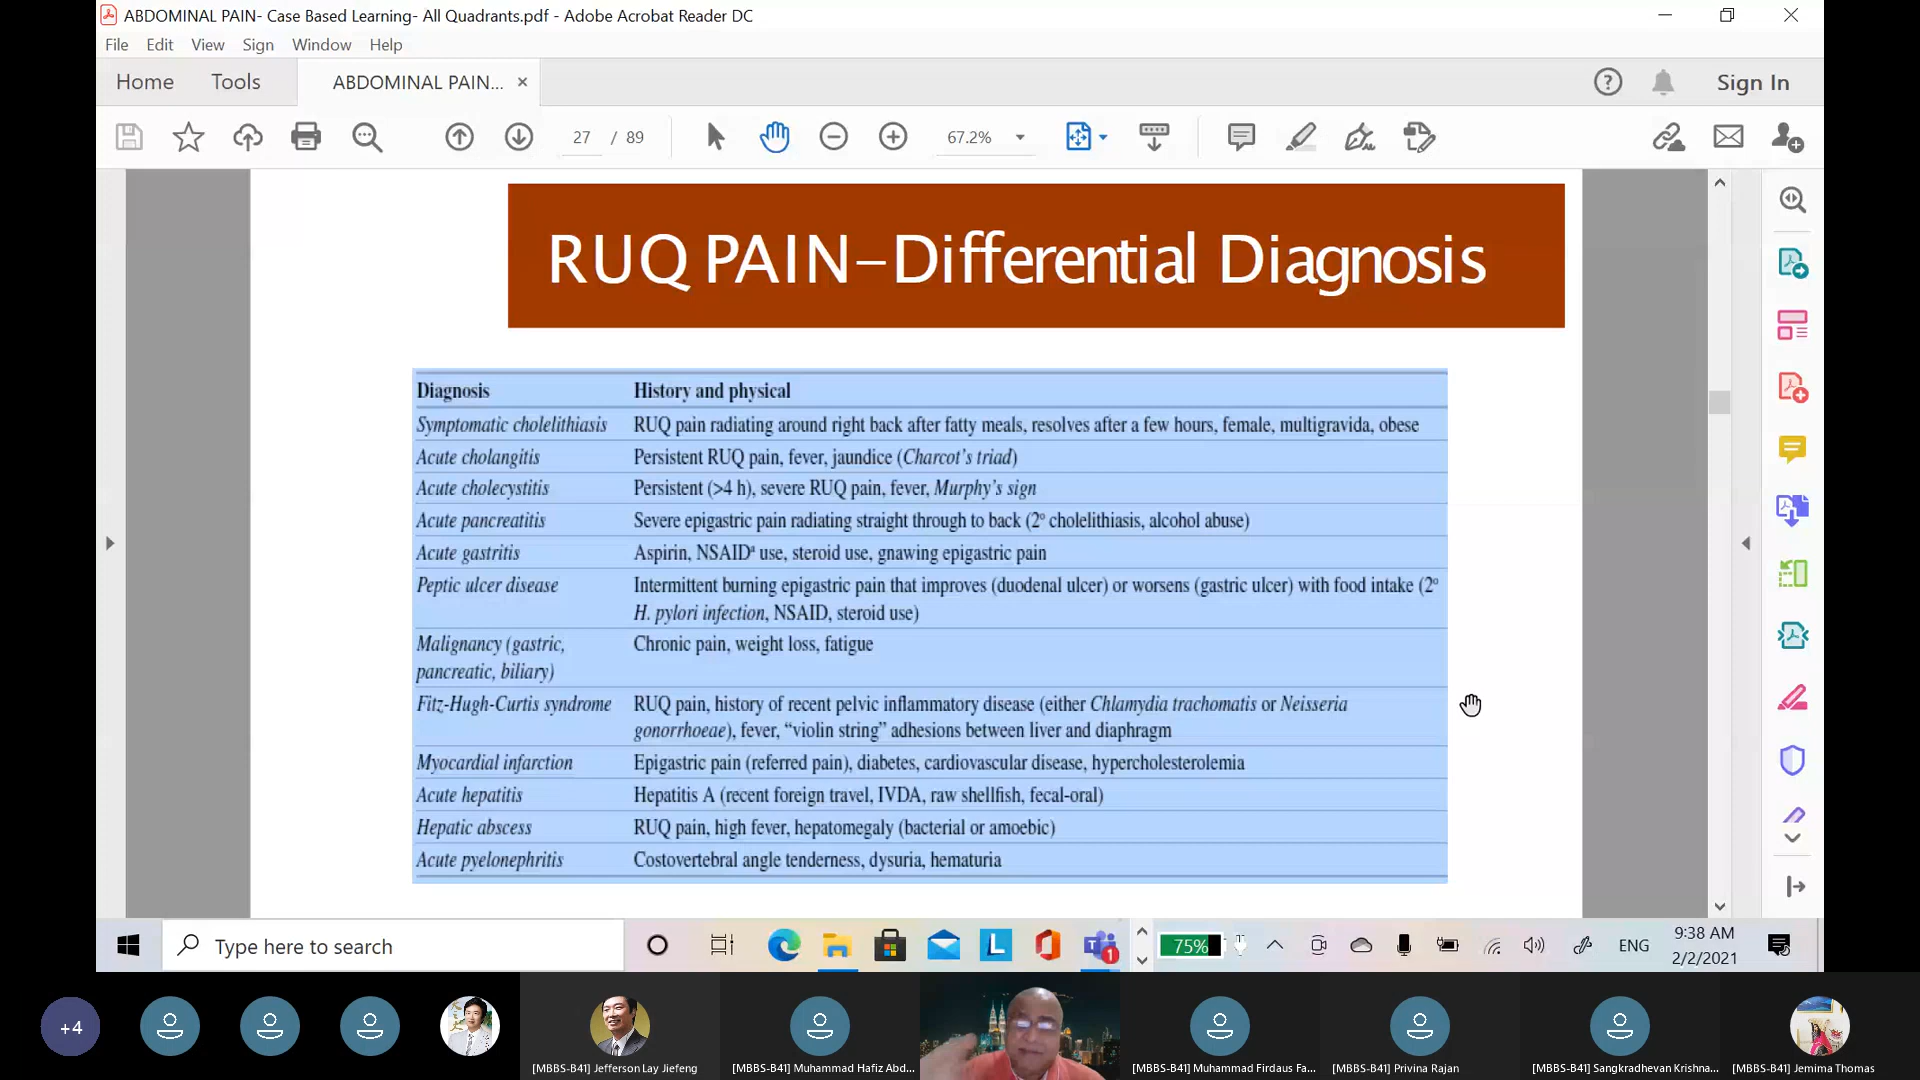 ABDOMINAL PAIN- Case Based Learning- All Quadrants.pdf - Adobe Acrobat Reader DC
File Edit View Sign Window Help
Home Tools ABDOMINAL PAIN... × Sign In
27 / 89 67.2%
RUQ PAIN–Differential Diagnosis
Diagnosis History and physical
Symptomatic cholelithiasis RUQ pain radiating around right back after fatty meals, resolves after a few hours, female, multigravida, obese
Acute cholangitis Persistent RUQ pain, fever, jaundice (Charcot's triad)
Acute cholecystitis Persistent (>4 h), severe RUQ pain, fever, Murphy's sign
Acute pancreatitis Severe epigastric pain radiating straight through to back (2º cholelithiasis, alcohol abuse)
Acute gastritis Aspirin, NSAIDª use, steroid use, gnawing epigastric pain
Peptic ulcer disease Intermittent burning epigastric pain that improves (duodenal ulcer) or worsens (gastric ulcer) with food intake (2º
H. pylori infection, NSAID, steroid use)
Malignancy (gastric, Chronic pain, weight loss, fatigue
pancreatic, biliary)
Fitz-Hugh-Curtis syndrome RUQ pain, history of recent pelvic inflammatory disease (either Chlamydia trachomatis or Neisseria
gonorrhoeae), fever, “violin string” adhesions between liver and diaphragm
Myocardial infarction Epigastric pain (referred pain), diabetes, cardiovascular disease, hypercholesterolemia
Acute hepatitis Hepatitis A (recent foreign travel, IVDA, raw shellfish, fecal-oral)
Hepatic abscess RUQ pain, high fever, hepatomegaly (bacterial or amoebic)
Acute pyelonephritis Costovertebral angle tenderness, dysuria, hematuria
Type here to search L 1 75% ENG 9:38 AM
2/2/2021
+4
[MBBS-B41] Jefferson Lay Jiefeng [MBBS-B41] Muhammad Hafiz Abd... [MBBS-B41] Muhammad Firdaus Fa... [MBBS-B41] Privina Rajan [MBBS-B41] Sangkradhevan Krishna... [MBBS-B41] Jemima Thomas